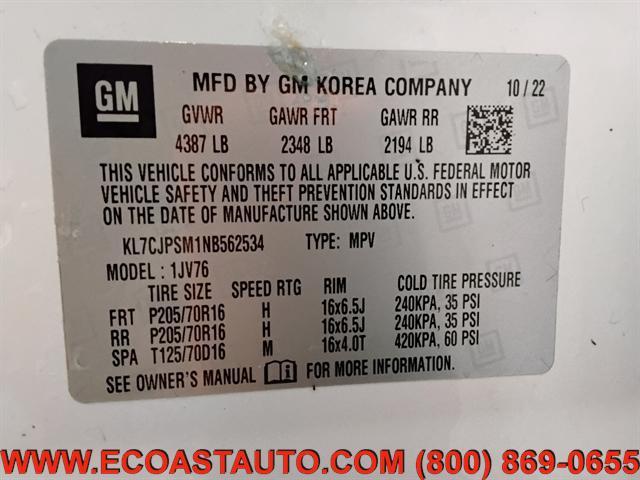 GM
MFD BY GM KOREA COMPANY 10/22
GVWR GAWR FRT GAWR RR
4387 LB 2348 LB 2194 LB
THIS VEHICLE CONFORMS TO ALL APPLICABLE U.S. FEDERAL MOTOR
VEHICLE SAFETY AND THEFT PREVENTION STANDARDS IN EFFECT
ON THE DATE OF MANUFACTURE SHOWN ABOVE.
KL7CJPSM1NB562534 TYPE: MPV
MODEL : 1JV76
TIRE SIZE SPEED RTG RIM COLD TIRE PRESSURE
FRT P205/70R16 H 16x6.5J 240KPA, 35 PSI
RR P205/70R16 H 16x6.5J 240KPA, 35 PSI
SPA T125/70D16 M 16x4.0T 420KPA, 60 PSI
SEE OWNER'S MANUAL FOR MORE INFORMATION
WWW.ECOASTAUTO.COM (800) 869-0655